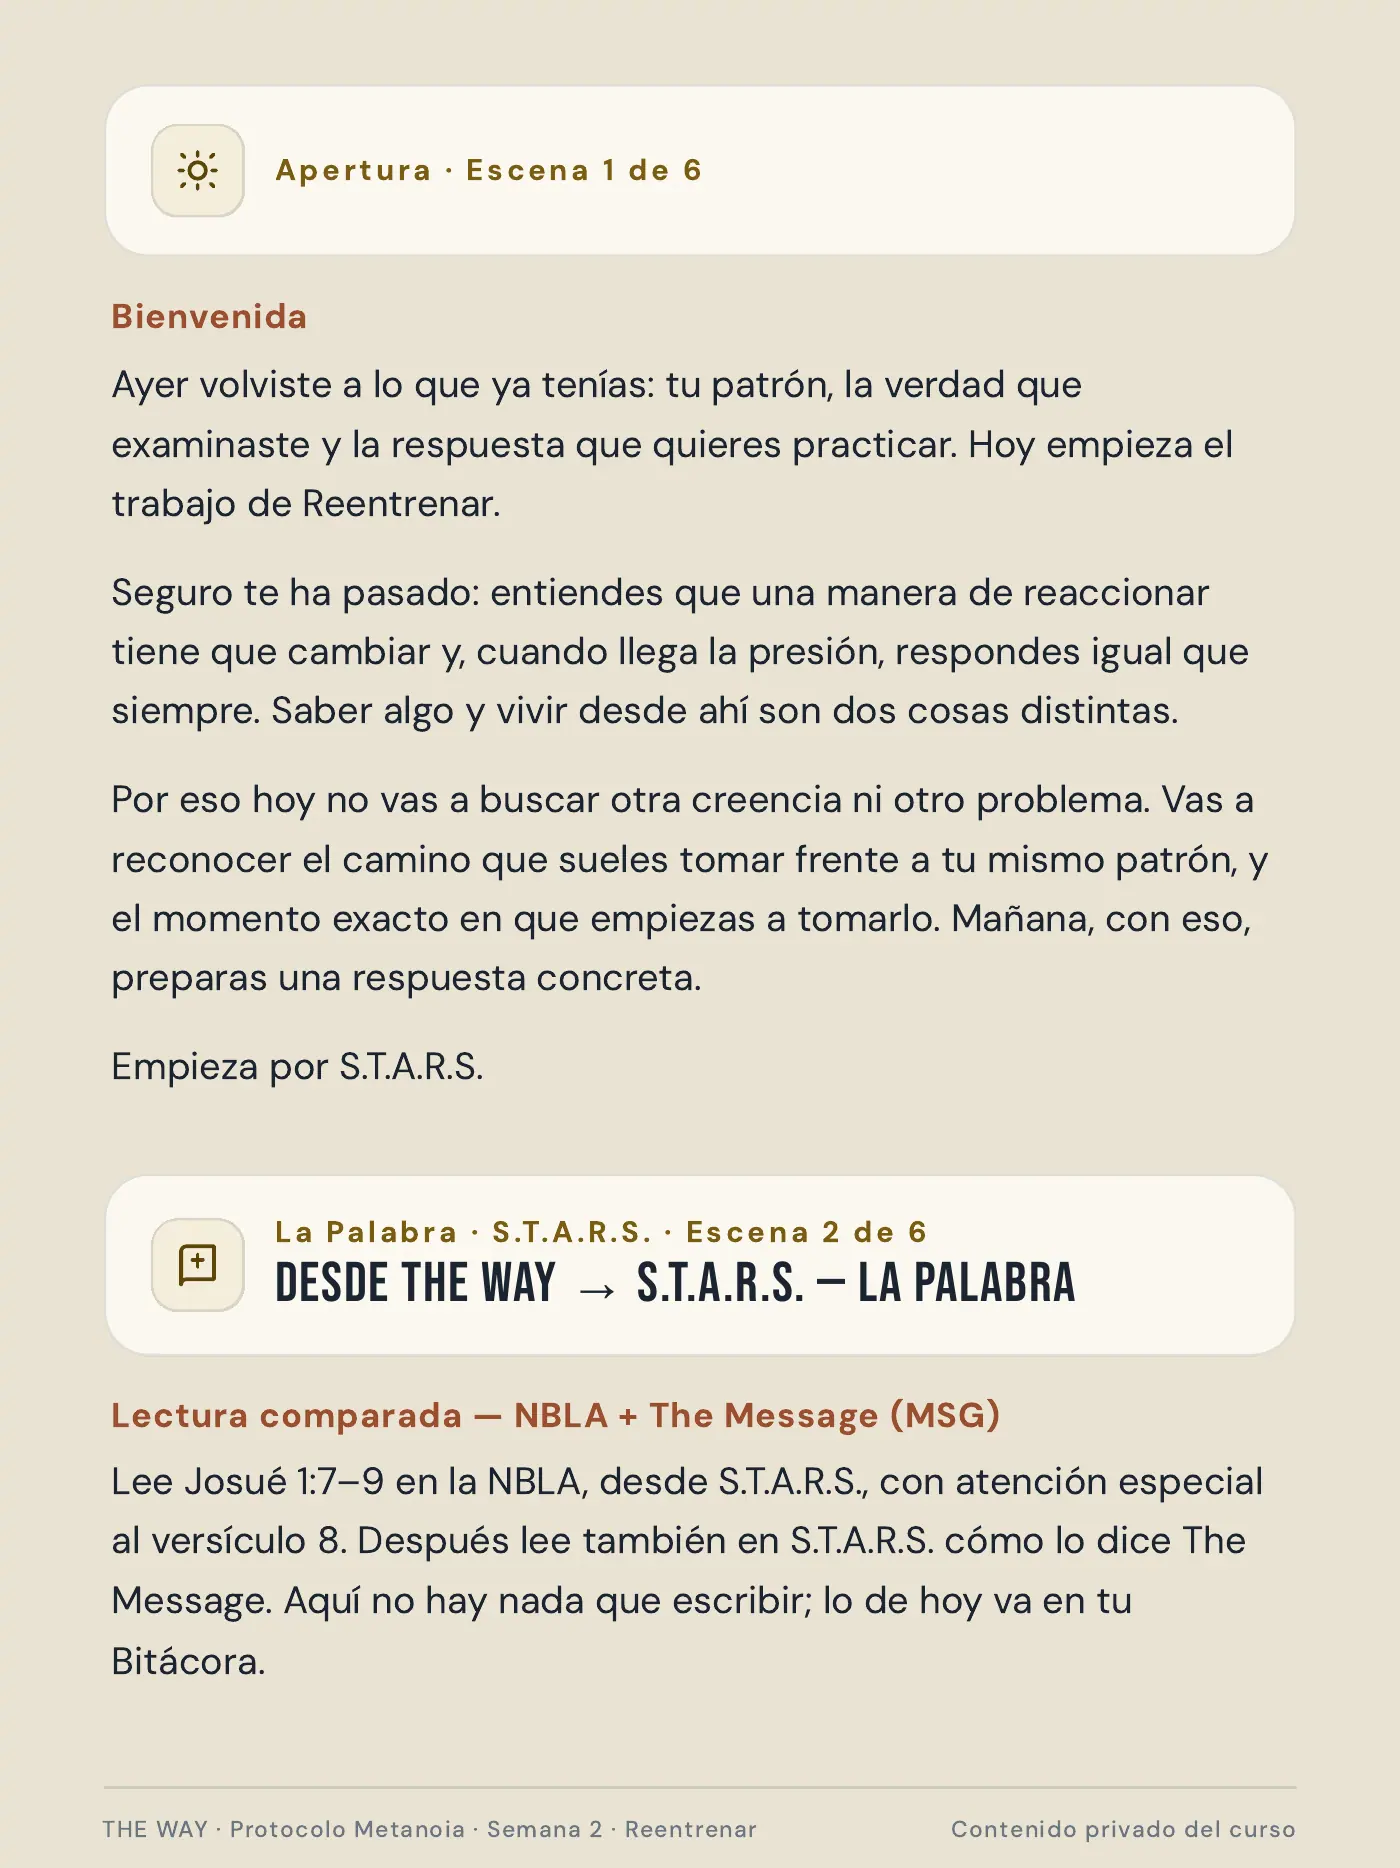 Apertura · Escena 1 de 6
Bienvenida
Ayer volviste a lo que ya tenías: tu patrón, la verdad que
examinaste y la respuesta que quieres practicar. Hoy empieza el
trabajo de Reentrenar.
Seguro te ha pasado: entiendes que una manera de reaccionar
tiene que cambiar y, cuando llega la presión, respondes igual que
siempre. Saber algo y vivir desde ahí son dos cosas distintas.
Por eso hoy no vas a buscar otra creencia ni otro problema. Vas a
reconocer el camino que sueles tomar frente a tu mismo patrón, y
el momento exacto en que empiezas a tomarlo. Mañana, con eso,
preparas una respuesta concreta.
Empieza por S.T.A.R.S.
La Palabra · S.T.A.R.S. · Escena 2 de 6
DESDE THE WAY → S.T.A.R.S. — LA PALABRA
Lectura comparada — NBLA + The Message (MSG)
Lee Josué 1:7–9 en la NBLA, desde S.T.A.R.S., con atención especial
al versículo 8. Después lee también en S.T.A.R.S. cómo lo dice The
Message. Aquí no hay nada que escribir; lo de hoy va en tu
Bitácora.
THE WAY · Protocolo Metanoia · Semana 2 · Reentrenar
Contenido privado del curso